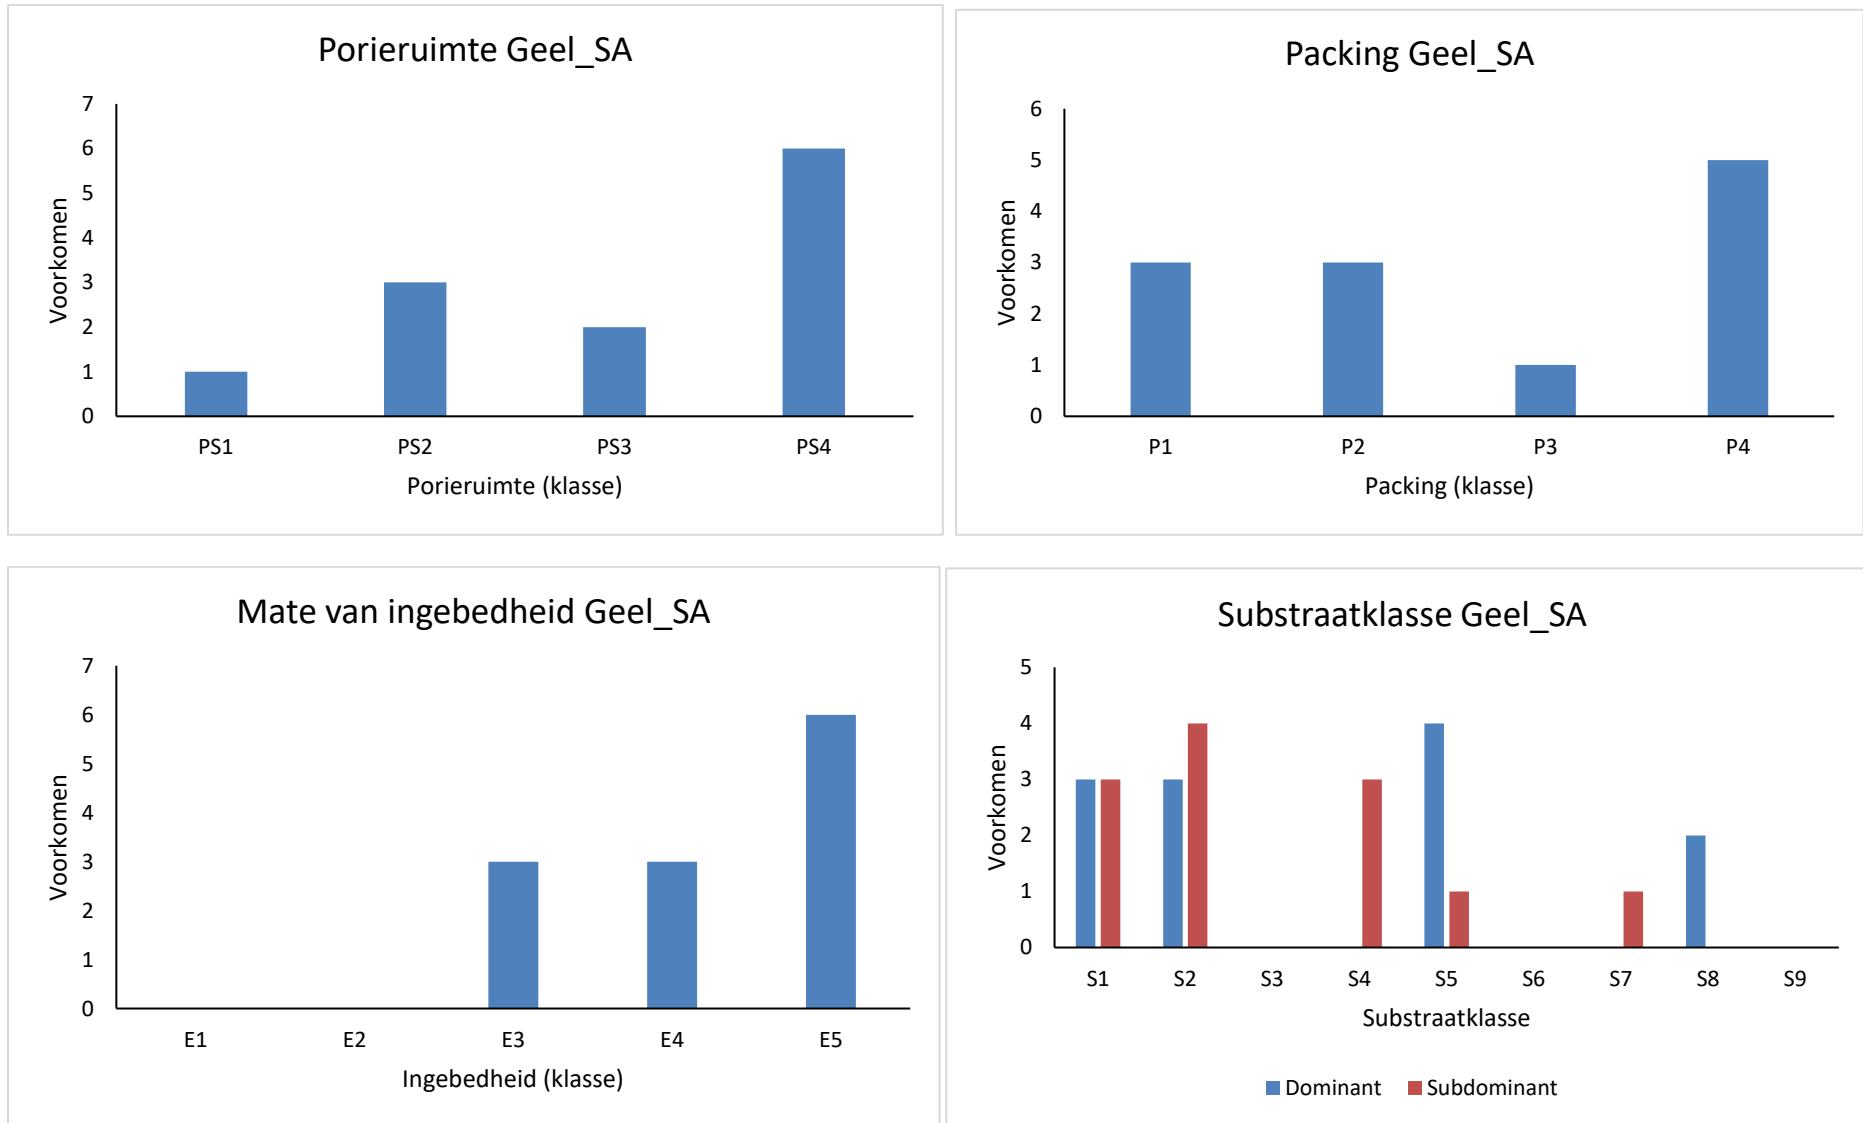 Porieruimte Geel_SA
7
6
5
4
3
2
1
0
Voorkomen
PS1 PS2 PS3 PS4
Porieruimte (klasse)
Packing Geel_SA
6
5
4
3
2
1
0
Voorkomen
P1 P2 P3 P4
Packing (klasse)
Mate van ingebedheid Geel_SA
7
6
5
4
3
2
1
0
Voorkomen
E1 E2 E3 E4 E5
Ingebedheid (klasse)
Substraatklasse Geel_SA
5
4
3
2
1
0
Voorkomen
S1 S2 S3 S4 S5 S6 S7 S8 S9
Substraatklasse
Dominant Subdominant